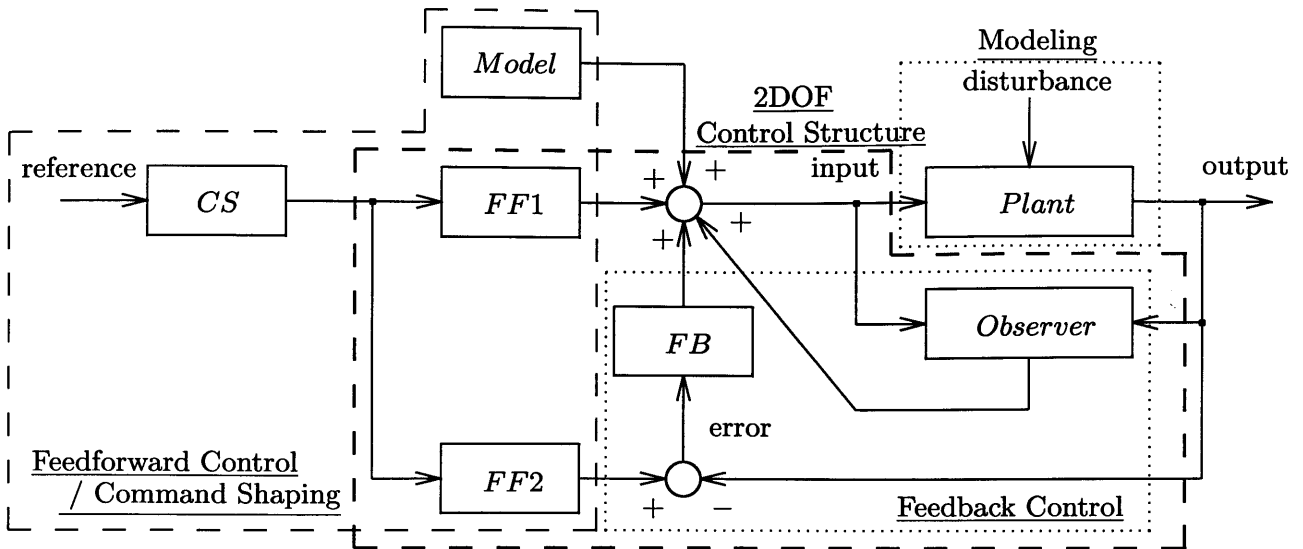 Modeling
Model
disturbance
2DOF
Control Structure
reference
input
output
CS
FF1
+
+
+
+
Plant
Observer
FB
error
Feedforward Control
/ Command Shaping
FF2
+
−
Feedback Control